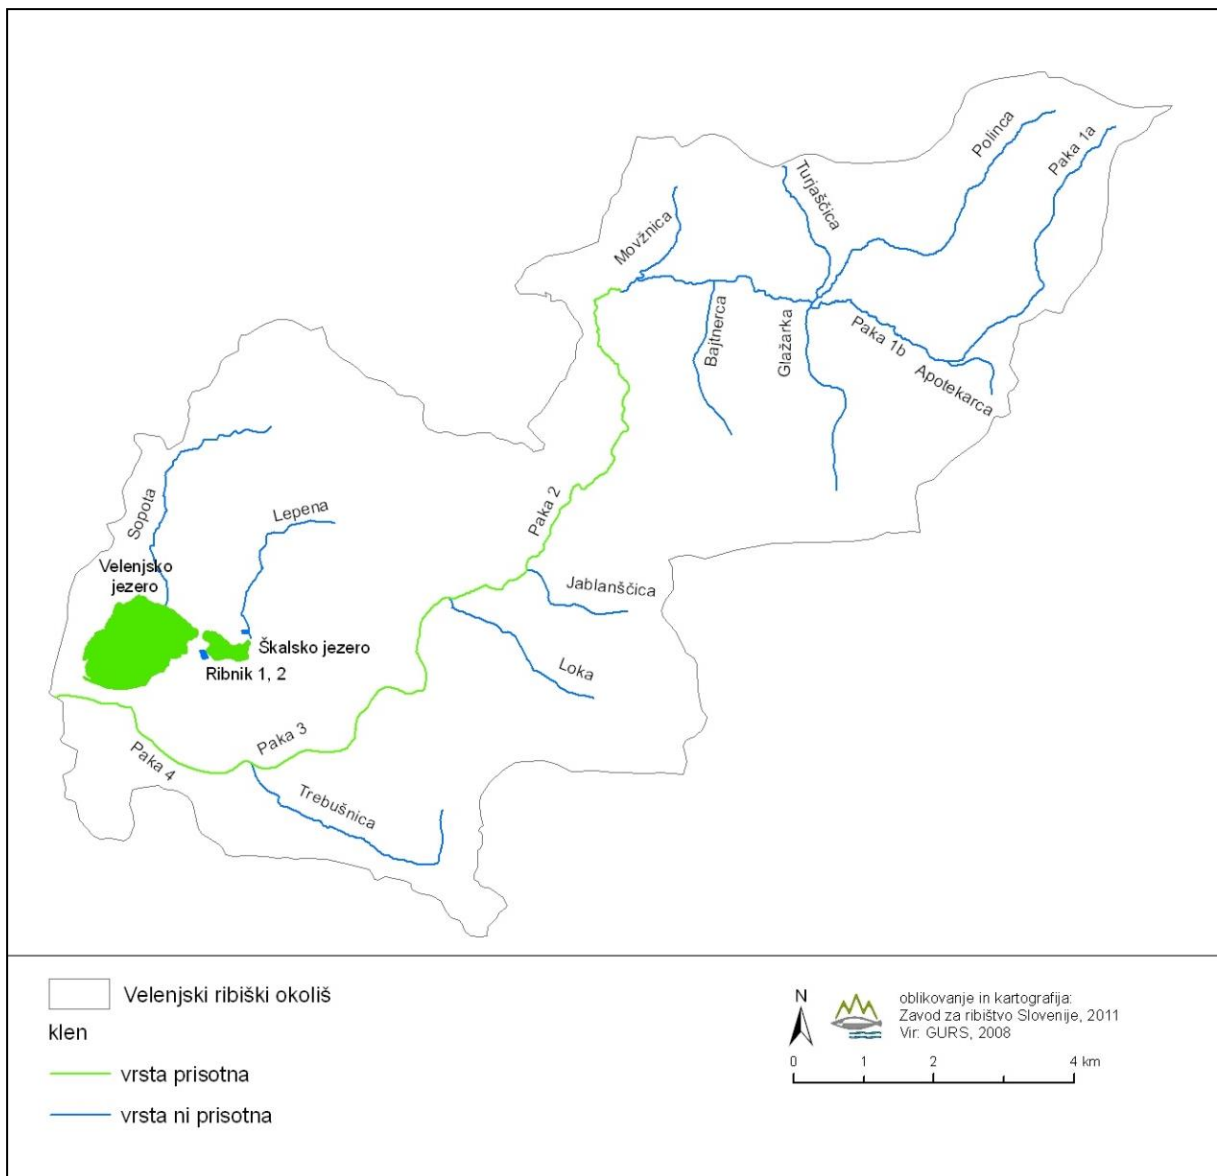 Polinca
Paka 1a
Turjaščica
Movžnica
Bajtnerca
Glažarka
Paka 1b
Apotekarca
Sopota
Lepena
Paka 2
Velenjsko
jezero
Jablanščica
Škalsko jezero
Ribnik 1, 2
Loka
Paka 3
Paka 4
Trebušnica
Velenjski ribiški okoliš
klen
vrsta prisotna
vrsta ni prisotna
N
oblikovanje in kartografija:
Zavod za ribištvo Slovenije, 2011
Vir: GURS, 2008
0 1 2 4 km